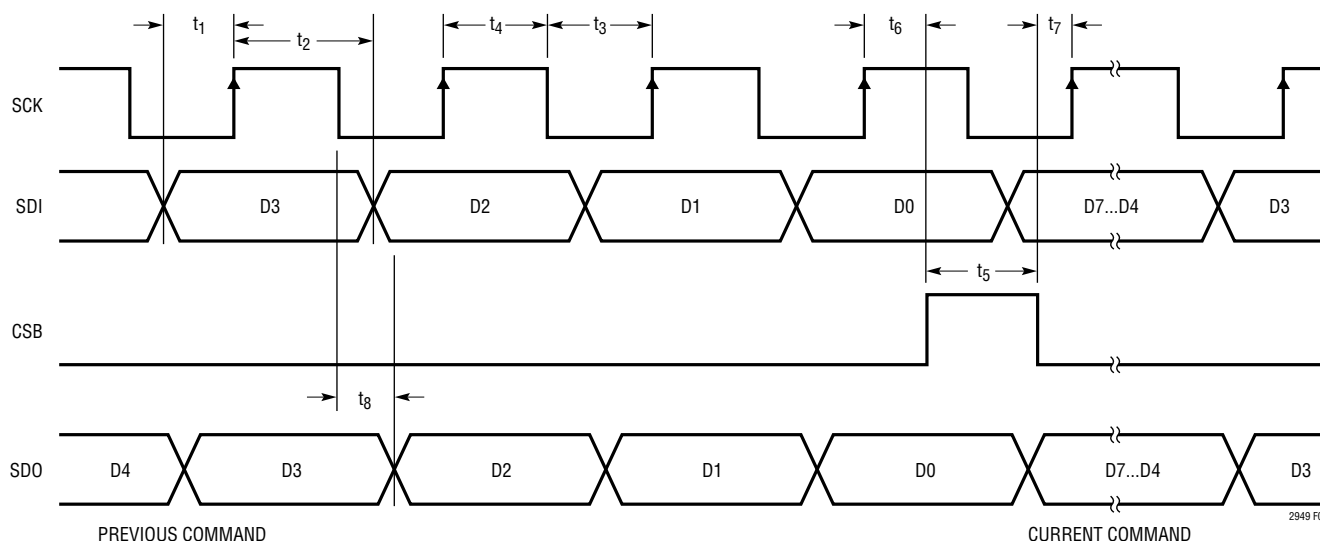 t1 t2 t4 t3 t6 t7
SCK
SDI D3 D2 D1 D0 D7...D4 D3
t5
CSB
t8
SDO D4 D3 D2 D1 D0 D7...D4 D3
2949
PREVIOUS COMMAND CURRENT COMMAND